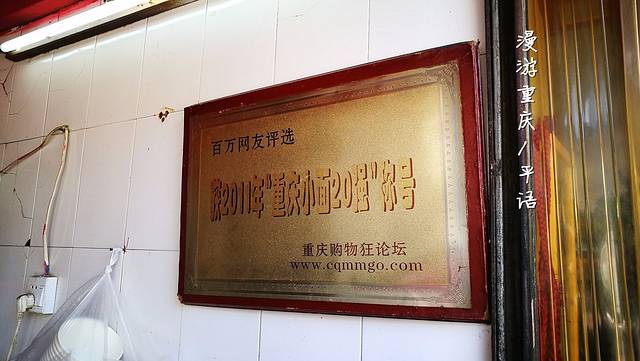 百万网友评选
获2011年“重庆小面20强”称号
重庆购物狂论坛
www.cqmmgo.com
漫游重庆/平语